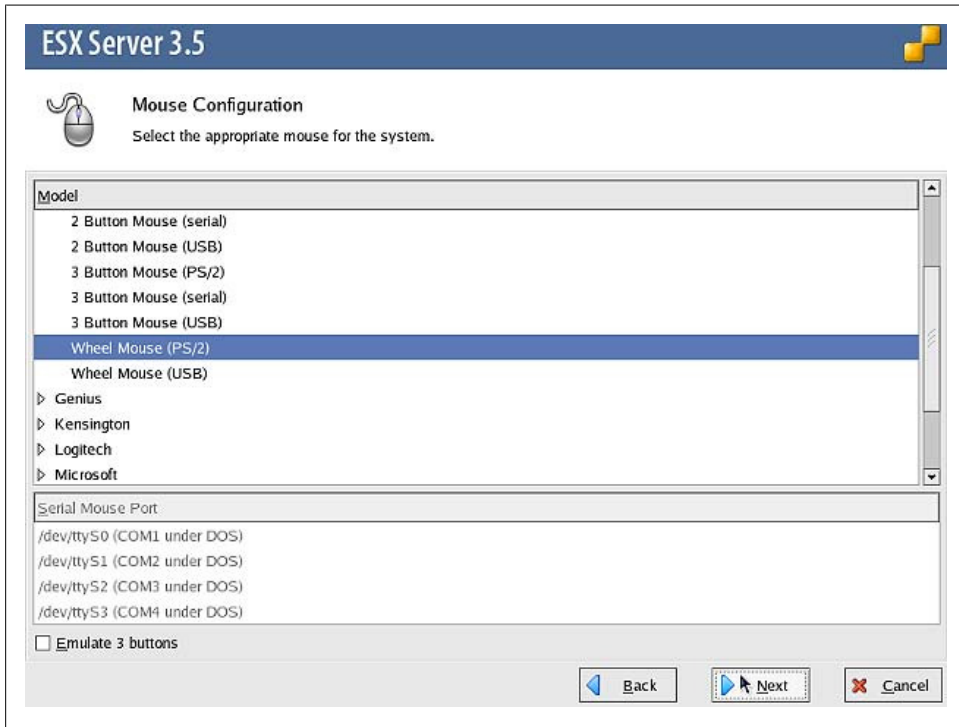 ESX Server 3.5
Mouse Configuration
Select the appropriate mouse for the system.
Model
2 Button Mouse (serial)
2 Button Mouse (USB)
3 Button Mouse (PS/2)
3 Button Mouse (serial)
3 Button Mouse (USB)
Wheel Mouse (PS/2)
Wheel Mouse (USB)
Genius
Kensington
Logitech
Microsoft
Serial Mouse Port
/dev/ttyS0 (COM1 under DOS)
/dev/ttyS1 (COM2 under DOS)
/dev/ttyS2 (COM3 under DOS)
/dev/ttyS3 (COM4 under DOS)
Emulate 3 buttons
Back Next Cancel